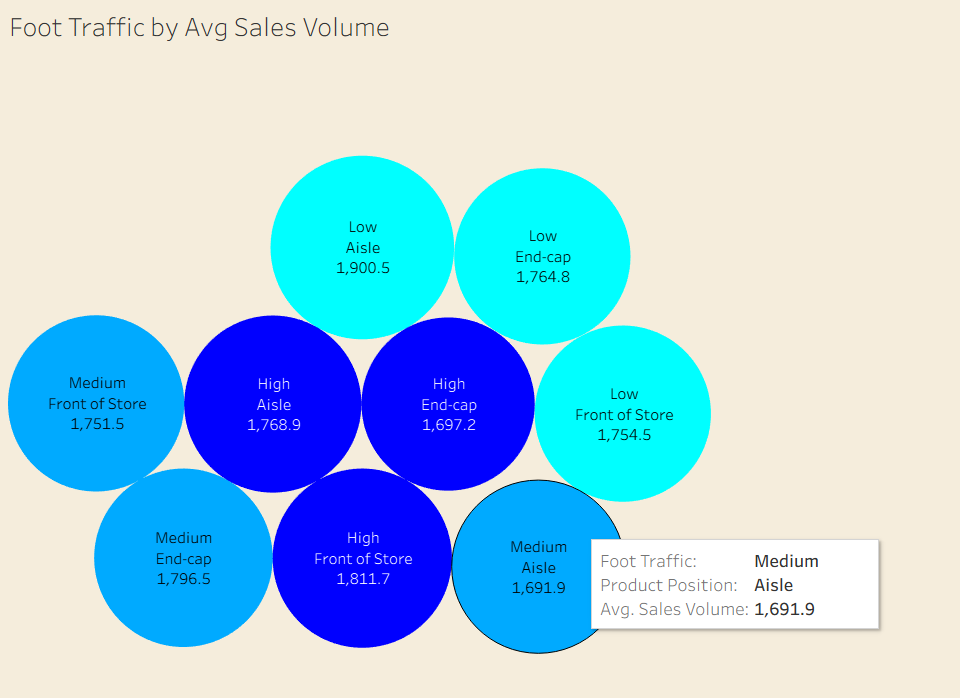 Foot Traffic by Avg Sales Volume
Low
Aisle
1,900.5
Low
End-cap
1,764.8
Medium
Front of Store
1,751.5
High
Aisle
1,768.9
High
End-cap
1,697.2
Low
Front of Store
1,754.5
Medium
End-cap
1,796.5
High
Front of Store
1,811.7
Medium
Aisle
1,691.9
Foot Traffic: Medium
Product Position: Aisle
Avg. Sales Volume: 1,691.9